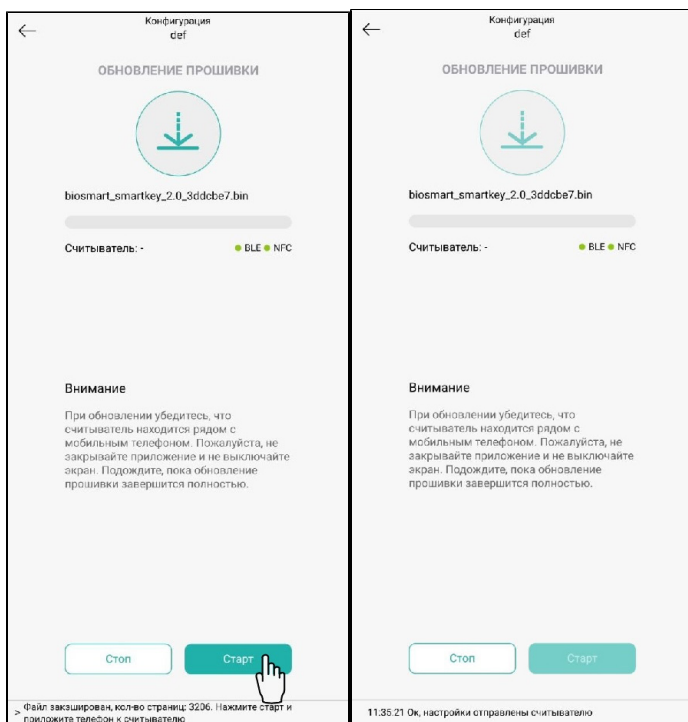 Конфигурация
def
ОБНОВЛЕНИЕ ПРОШИВКИ
biosmart_smartkey_2.0_3ddcbe7.bin
Считыватель: - BLE NFC
Внимание
При обновлении убедитесь, что
считыватель находится рядом с
мобильным телефоном. Пожалуйста, не
закрывайте приложение и не выключайте
экран. Подождите, пока обновление
прошивки завершится полностью.
Стоп Старт
> Файл закэширован, кол-во страниц: 3206. Нажмите старт и
приложите телефон к считывателю
Конфигурация
def
ОБНОВЛЕНИЕ ПРОШИВКИ
biosmart_smartkey_2.0_3ddcbe7.bin
Считыватель: - BLE NFC
Внимание
При обновлении убедитесь, что
считыватель находится рядом с
мобильным телефоном. Пожалуйста, не
закрывайте приложение и не выключайте
экран. Подождите, пока обновление
прошивки завершится полностью.
Стоп Старт
11:35:21 Ок, настройки отправлены считывателю